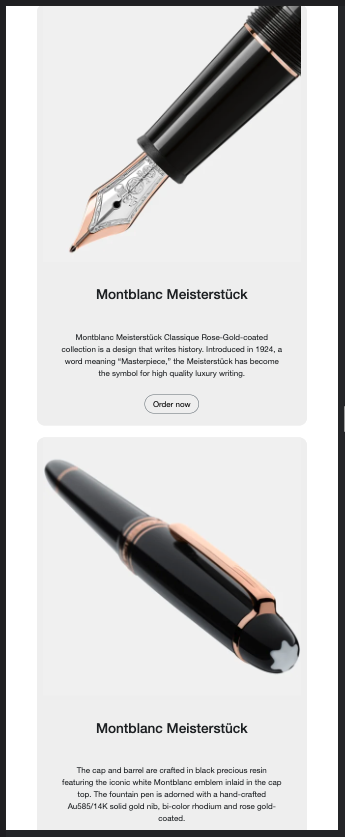 Montblanc Meisterstück
Montblanc Meisterstück Classique Rose-Gold-coated
collection is a design that writes history. Introduced in 1924, a
word meaning “Masterpiece,” the Meisterstück has become
the symbol for high quality luxury writing.
Order now
Montblanc Meisterstück
The cap and barrel are crafted in black precious resin
featuring the iconic white Montblanc emblem inlaid in the cap
top. The fountain pen is adorned with a hand-crafted
Au585/14K solid gold nib, bi-color rhodium and rose gold-
coated.